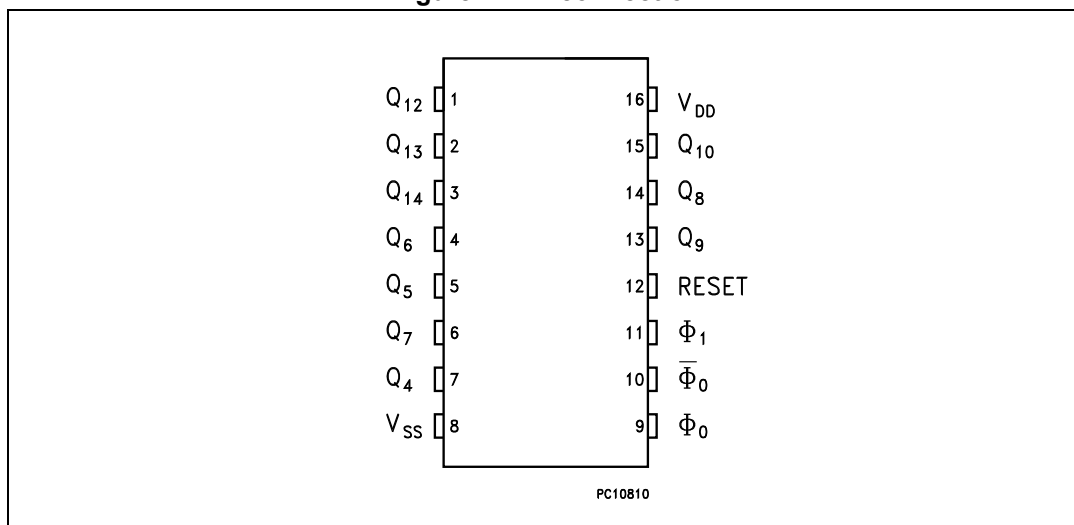 Q12 1 16 VDD
Q13 2 15 Q10
Q14 3 14 Q8
Q6 4 13 Q9
Q5 5 12 RESET
Q7 6 11 Φ1
Q4 7 10 Φ̅0
VSS 8 9 Φ0
PC10810